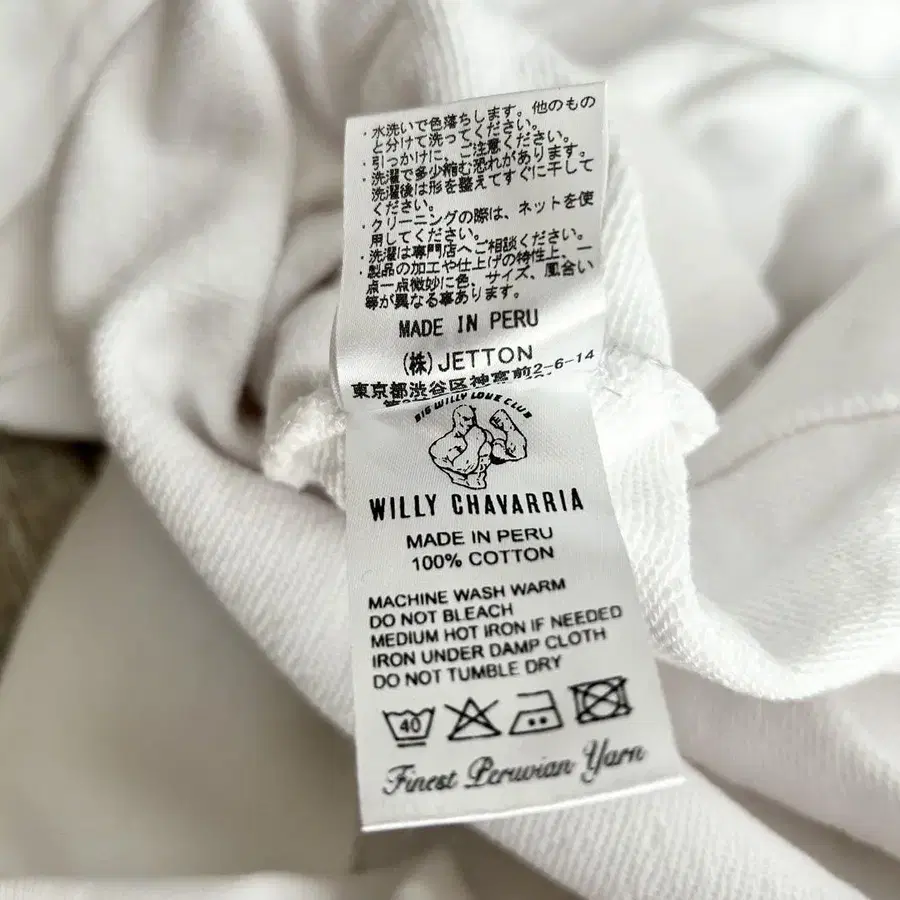 ・水洗いで色落ちします。他のもの
と分けて洗ってください。
・引っかけに、ご注意ください。
・洗濯で多少縮む恐れがあります。
洗濯後は形を整えてすぐに干して
ください。
・クリーニングの際は、ネットを使
用してください。
・洗濯は専門店へご相談ください。
・製品の加工や仕上げの特性上、一
点一点微妙に色、サイズ、風合い
等が異なる事あります。
MADE IN PERU
(株)JETTON
東京都渋谷区神宮前2-6-14
BIG WILLY LOVE CLUB
WILLY CHAVARRIA
MADE IN PERU
100% COTTON
MACHINE WASH WARM
DO NOT BLEACH
MEDIUM HOT IRON IF NEEDED
IRON UNDER DAMP CLOTH
DO NOT TUMBLE DRY
40
Finest Peruvian Yarn